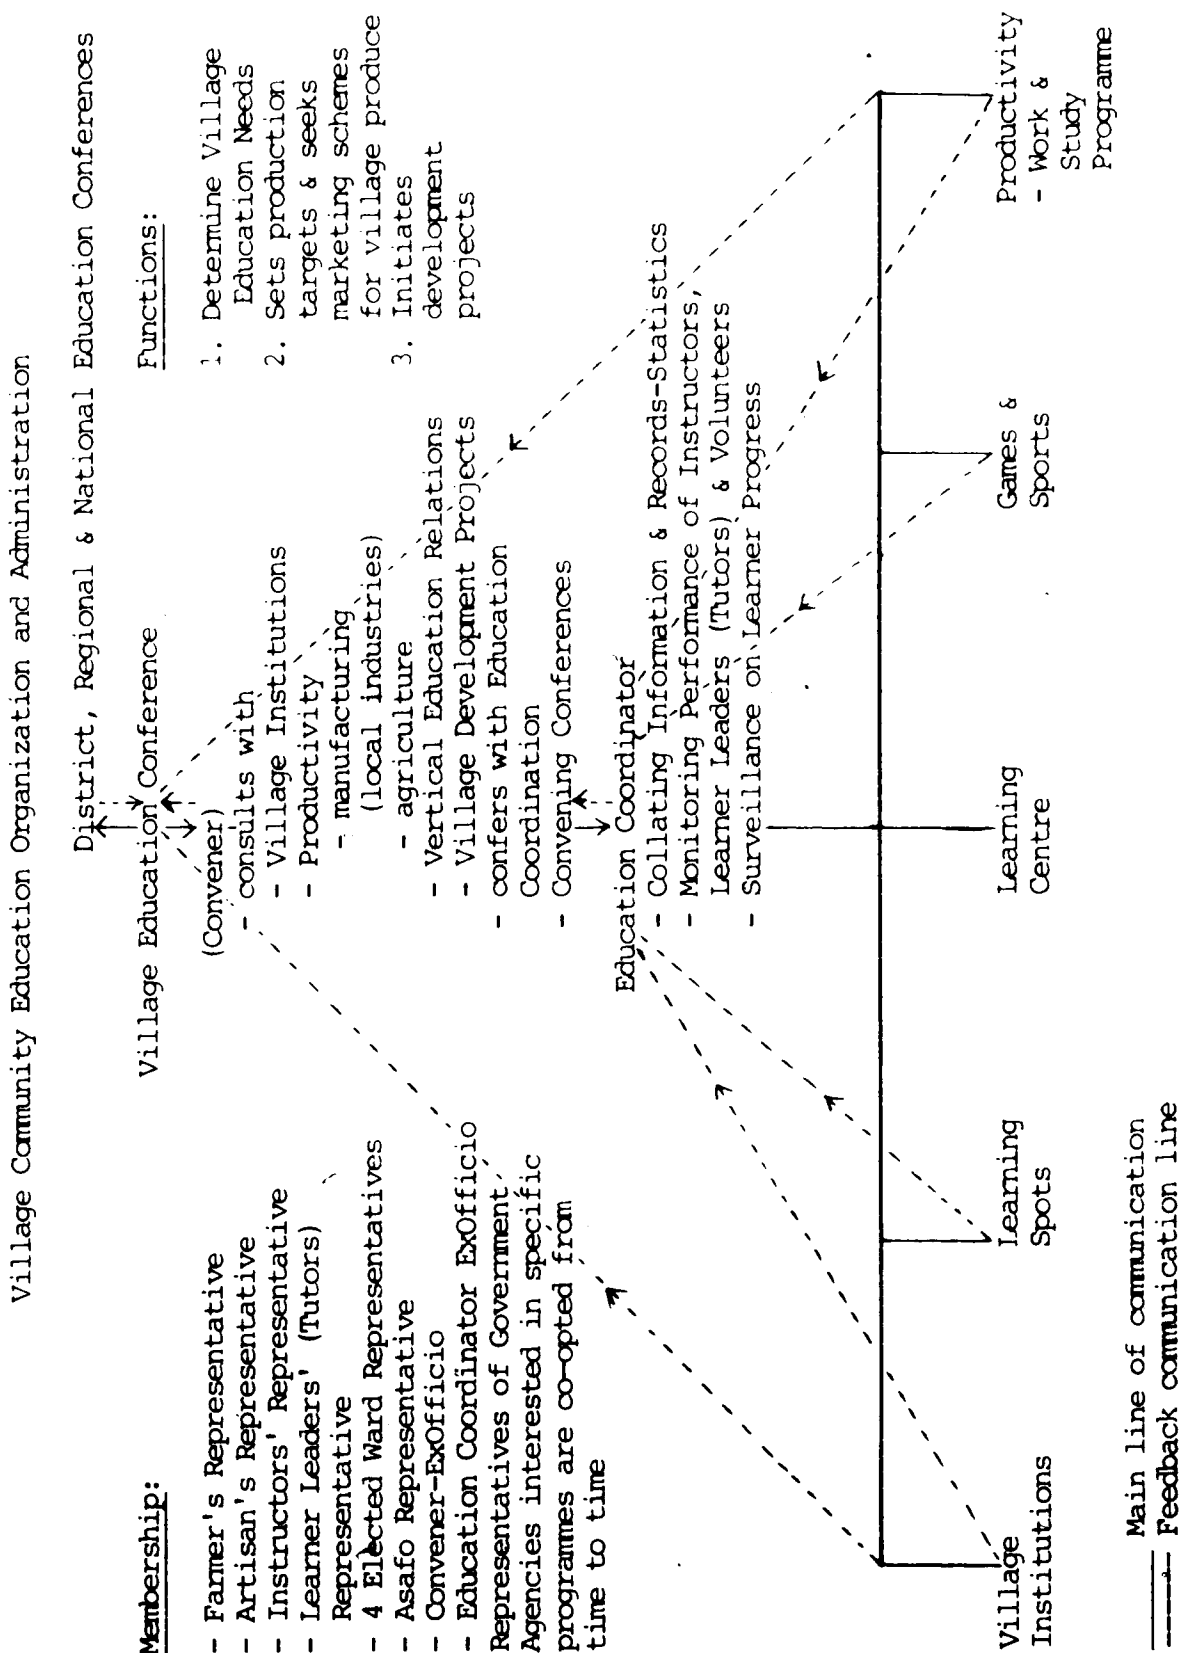 Village Community Education Organization and Administration
District, Regional & National Education Conferences
Village Education Conference
Membership:
- Farmer's Representative
- Artisan's Representative
- Instructors' Representative
- Learner Leaders' (Tutors)
Representative
- 4 Elected Ward Representatives
- Asafo Representative
- Convener-ExOfficio
- Education Coordinator ExOfficio
Representatives of Government
Agencies interested in specific
programmes are co-opted from
time to time
(Convener)
- consults with
- Village Institutions
- Productivity
- manufacturing
(local industries)
- agriculture
- Vertical Education Relations
- Village Development Projects
- confers with Education
Coordination
- Convening Conferences
Functions:
1. Determine Village
Education Needs
2. Sets production
targets & seeks
marketing schemes
for village produce
3. Initiates
development
projects
Education Coordinator
- Collating Information & Records-Statistics
- Monitoring Performance of Instructors,
Learner Leaders (Tutors) & Volunteers
- Surveillance on Learner Progress
Village
Institutions
Learning
Spots
Learning
Centre
Games &
Sports
Productivity
- Work &
Study
Programme
Main line of communication
Feedback communication line